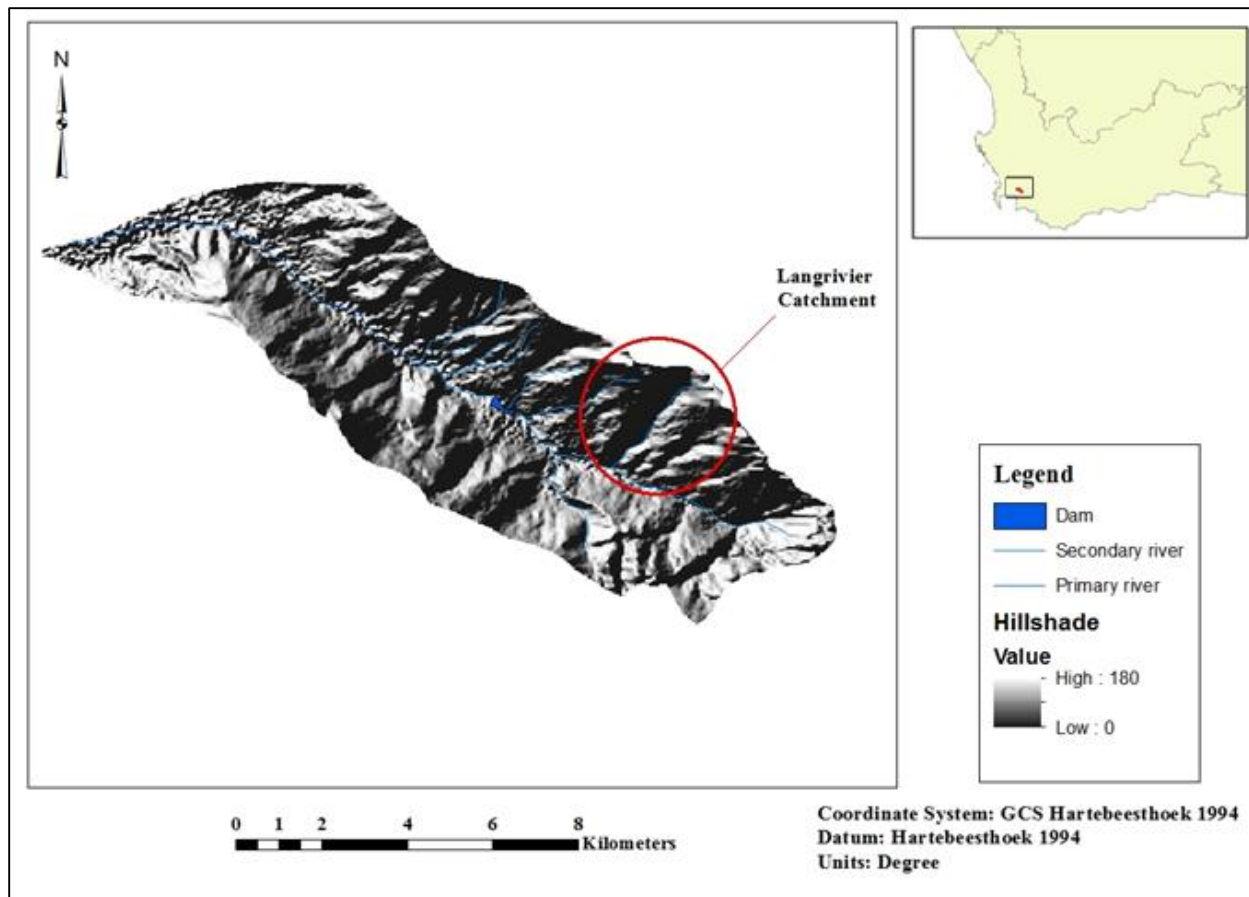 N
Langrivier
Catchment
Legend
Dam
Secondary river
Primary river
Hillshade
Value
High : 180
Low : 0
0 1 2 4 6 8
Kilometers
Coordinate System: GCS Hartebeesthoek 1994
Datum: Hartebeesthoek 1994
Units: Degree